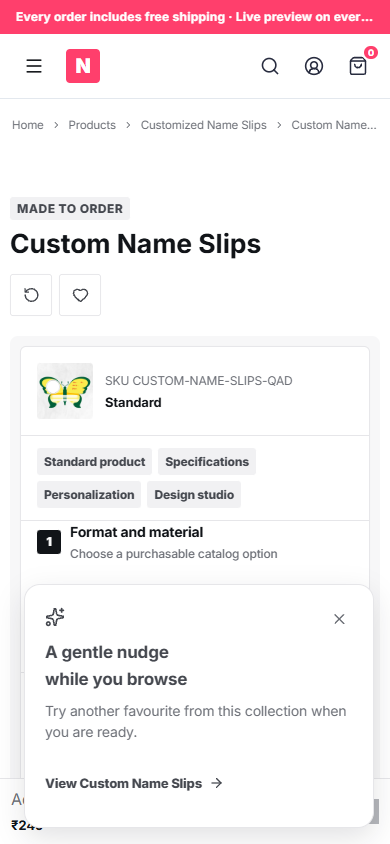 Every order includes free shipping · Live preview on ever...
N
0
Home > Products > Customized Name Slips > Custom Name...
MADE TO ORDER
Custom Name Slips
SKU CUSTOM-NAME-SLIPS-QAD
Standard
Standard product
Specifications
Personalization
Design studio
1
Format and material
Choose a purchasable catalog option
A gentle nudge
while you browse
Try another favourite from this collection when
you are ready.
View Custom Name Slips →